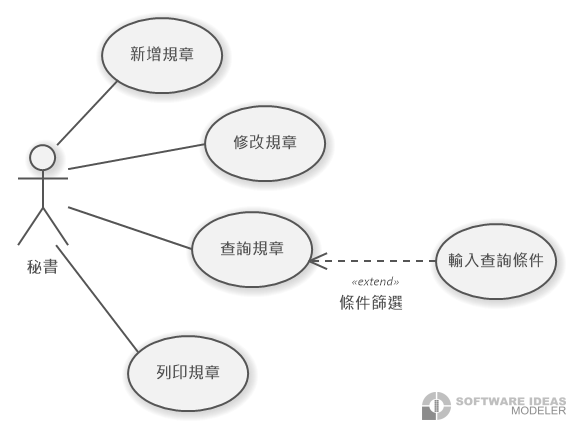 新增規章
修改規章
查詢規章
輸入查詢條件
秘書
«extend»
條件篩選
列印規章
SOFTWARE IDEAS
MODELER